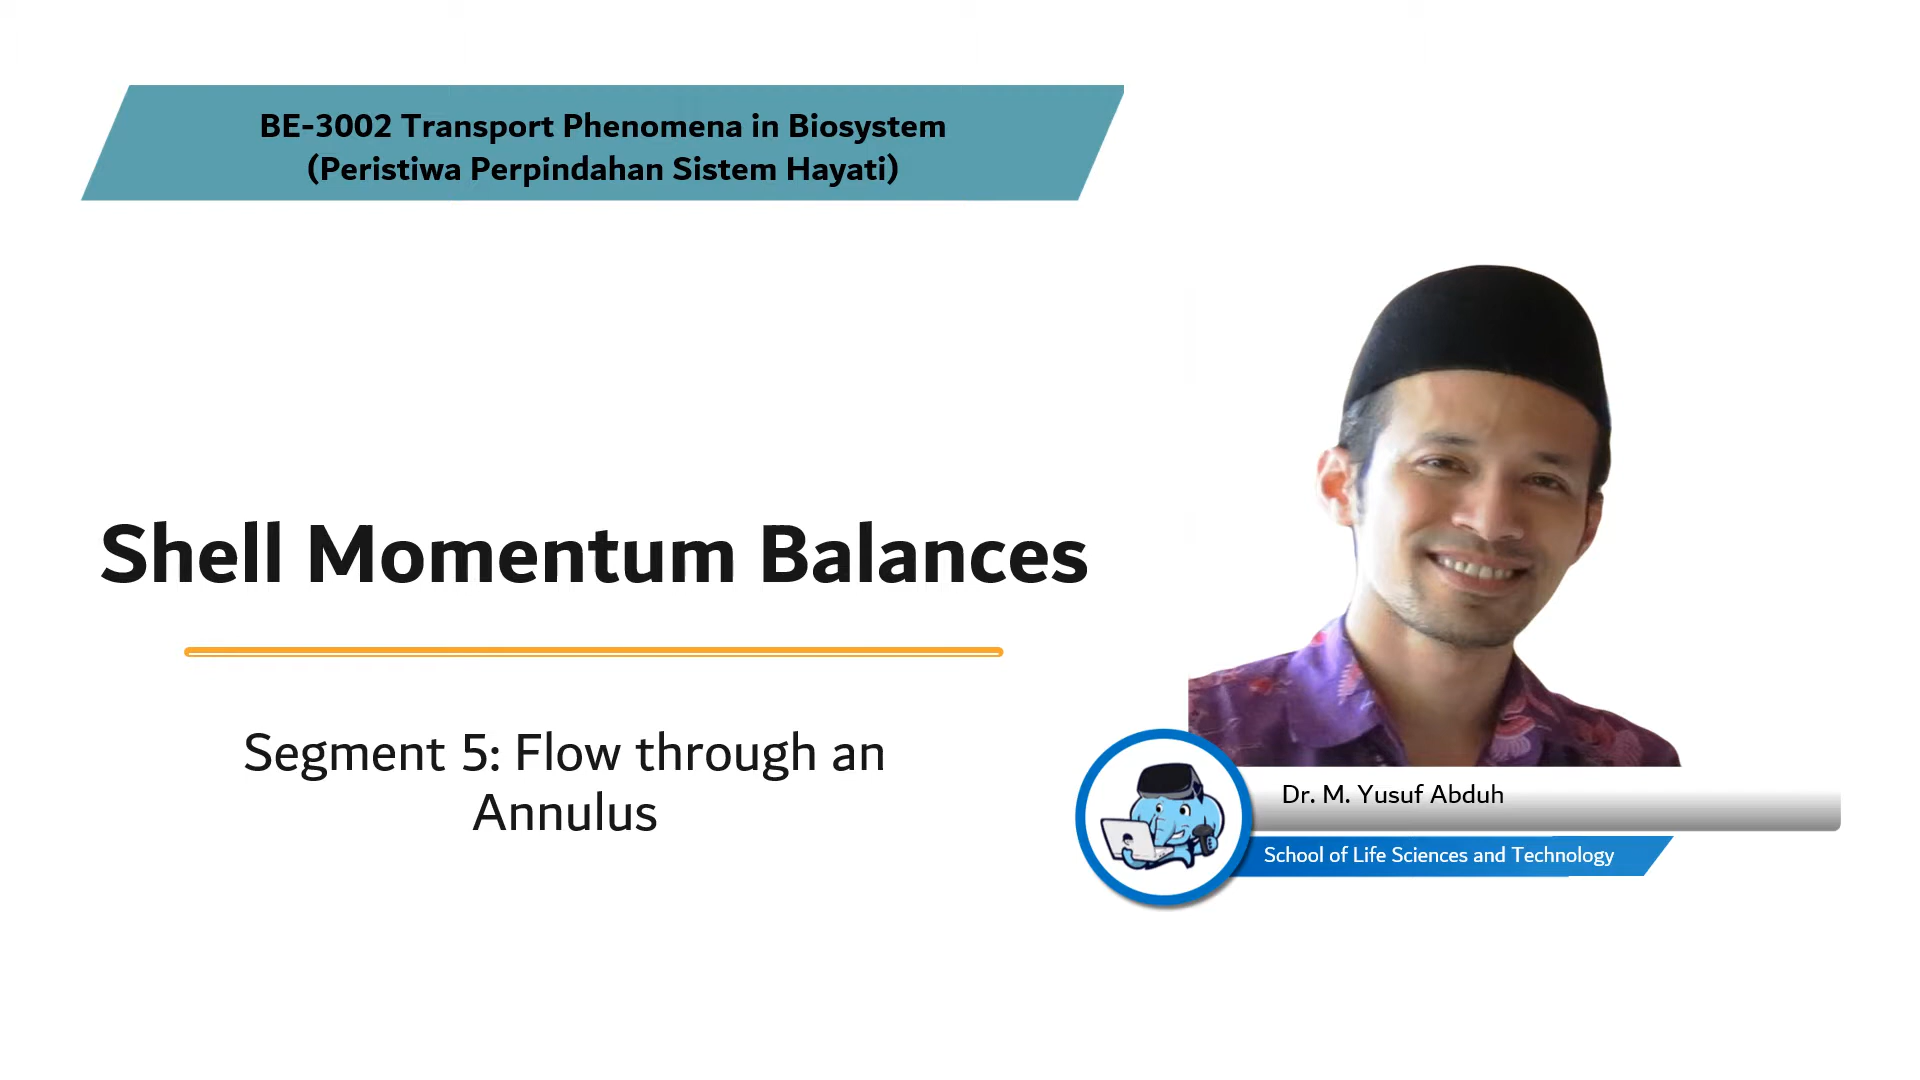 BE-3002 Transport Phenomena in Biosystem
(Peristiwa Perpindahan Sistem Hayati)
Shell Momentum Balances
Segment 5: Flow through an
Annulus
Dr. M. Yusuf Abduh
School of Life Sciences and Technology